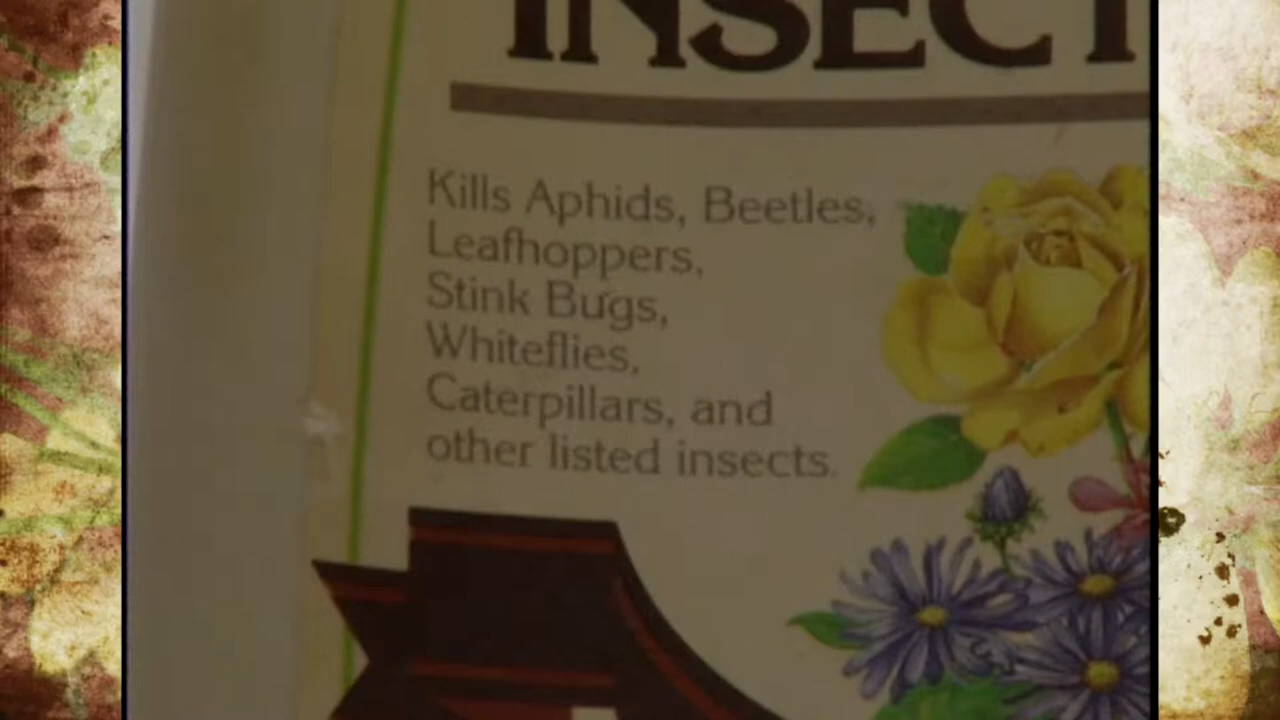 INSECT
Kills Aphids, Beetles,
Leafhoppers,
Stink Bugs,
Whiteflies,
Caterpillars, and
other listed insects.